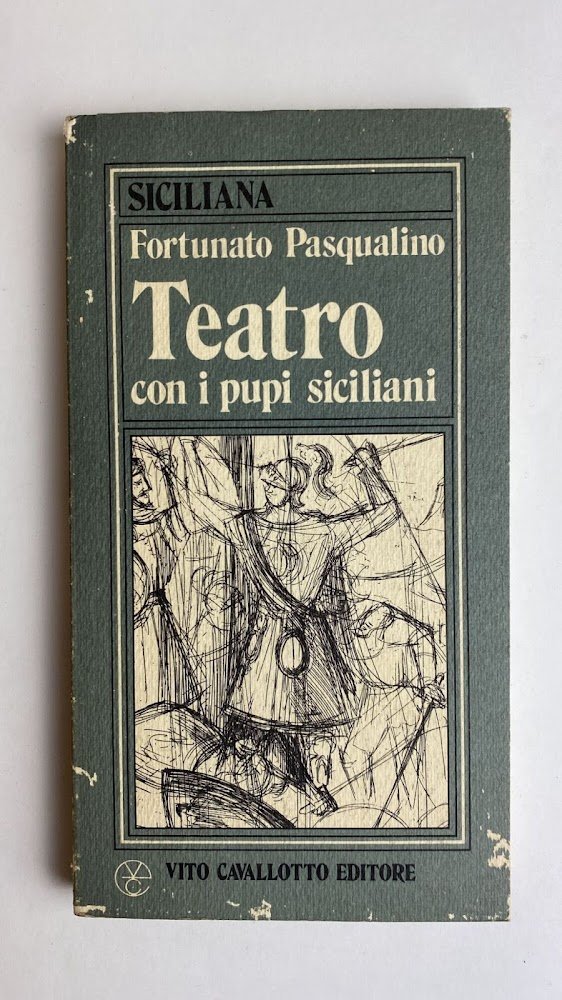 SICILIANA
Fortunato Pasqualino
Teatro
con i pupi siciliani
VITO CAVALLOTTO EDITORE